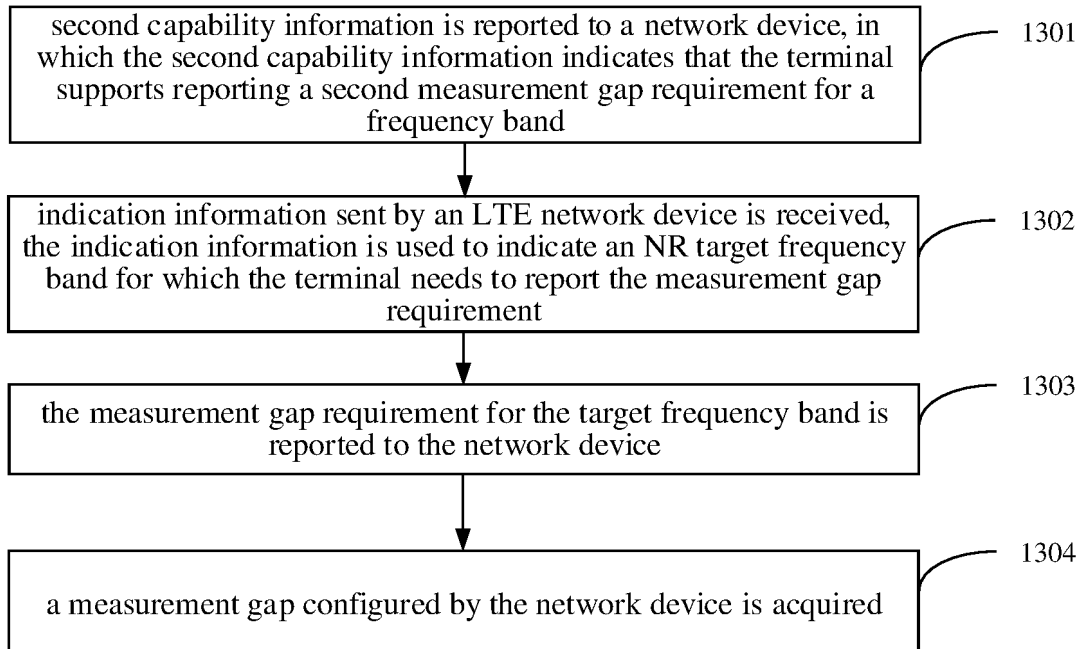 second capability information is reported to a network device, in
which the second capability information indicates that the terminal
supports reporting a second measurement gap requirement for a
frequency band
1301
indication information sent by an LTE network device is received,
the indication information is used to indicate an NR target frequency
band for which the terminal needs to report the measurement gap
requirement
1302
the measurement gap requirement for the target frequency band is
reported to the network device
1303
a measurement gap configured by the network device is acquired
1304